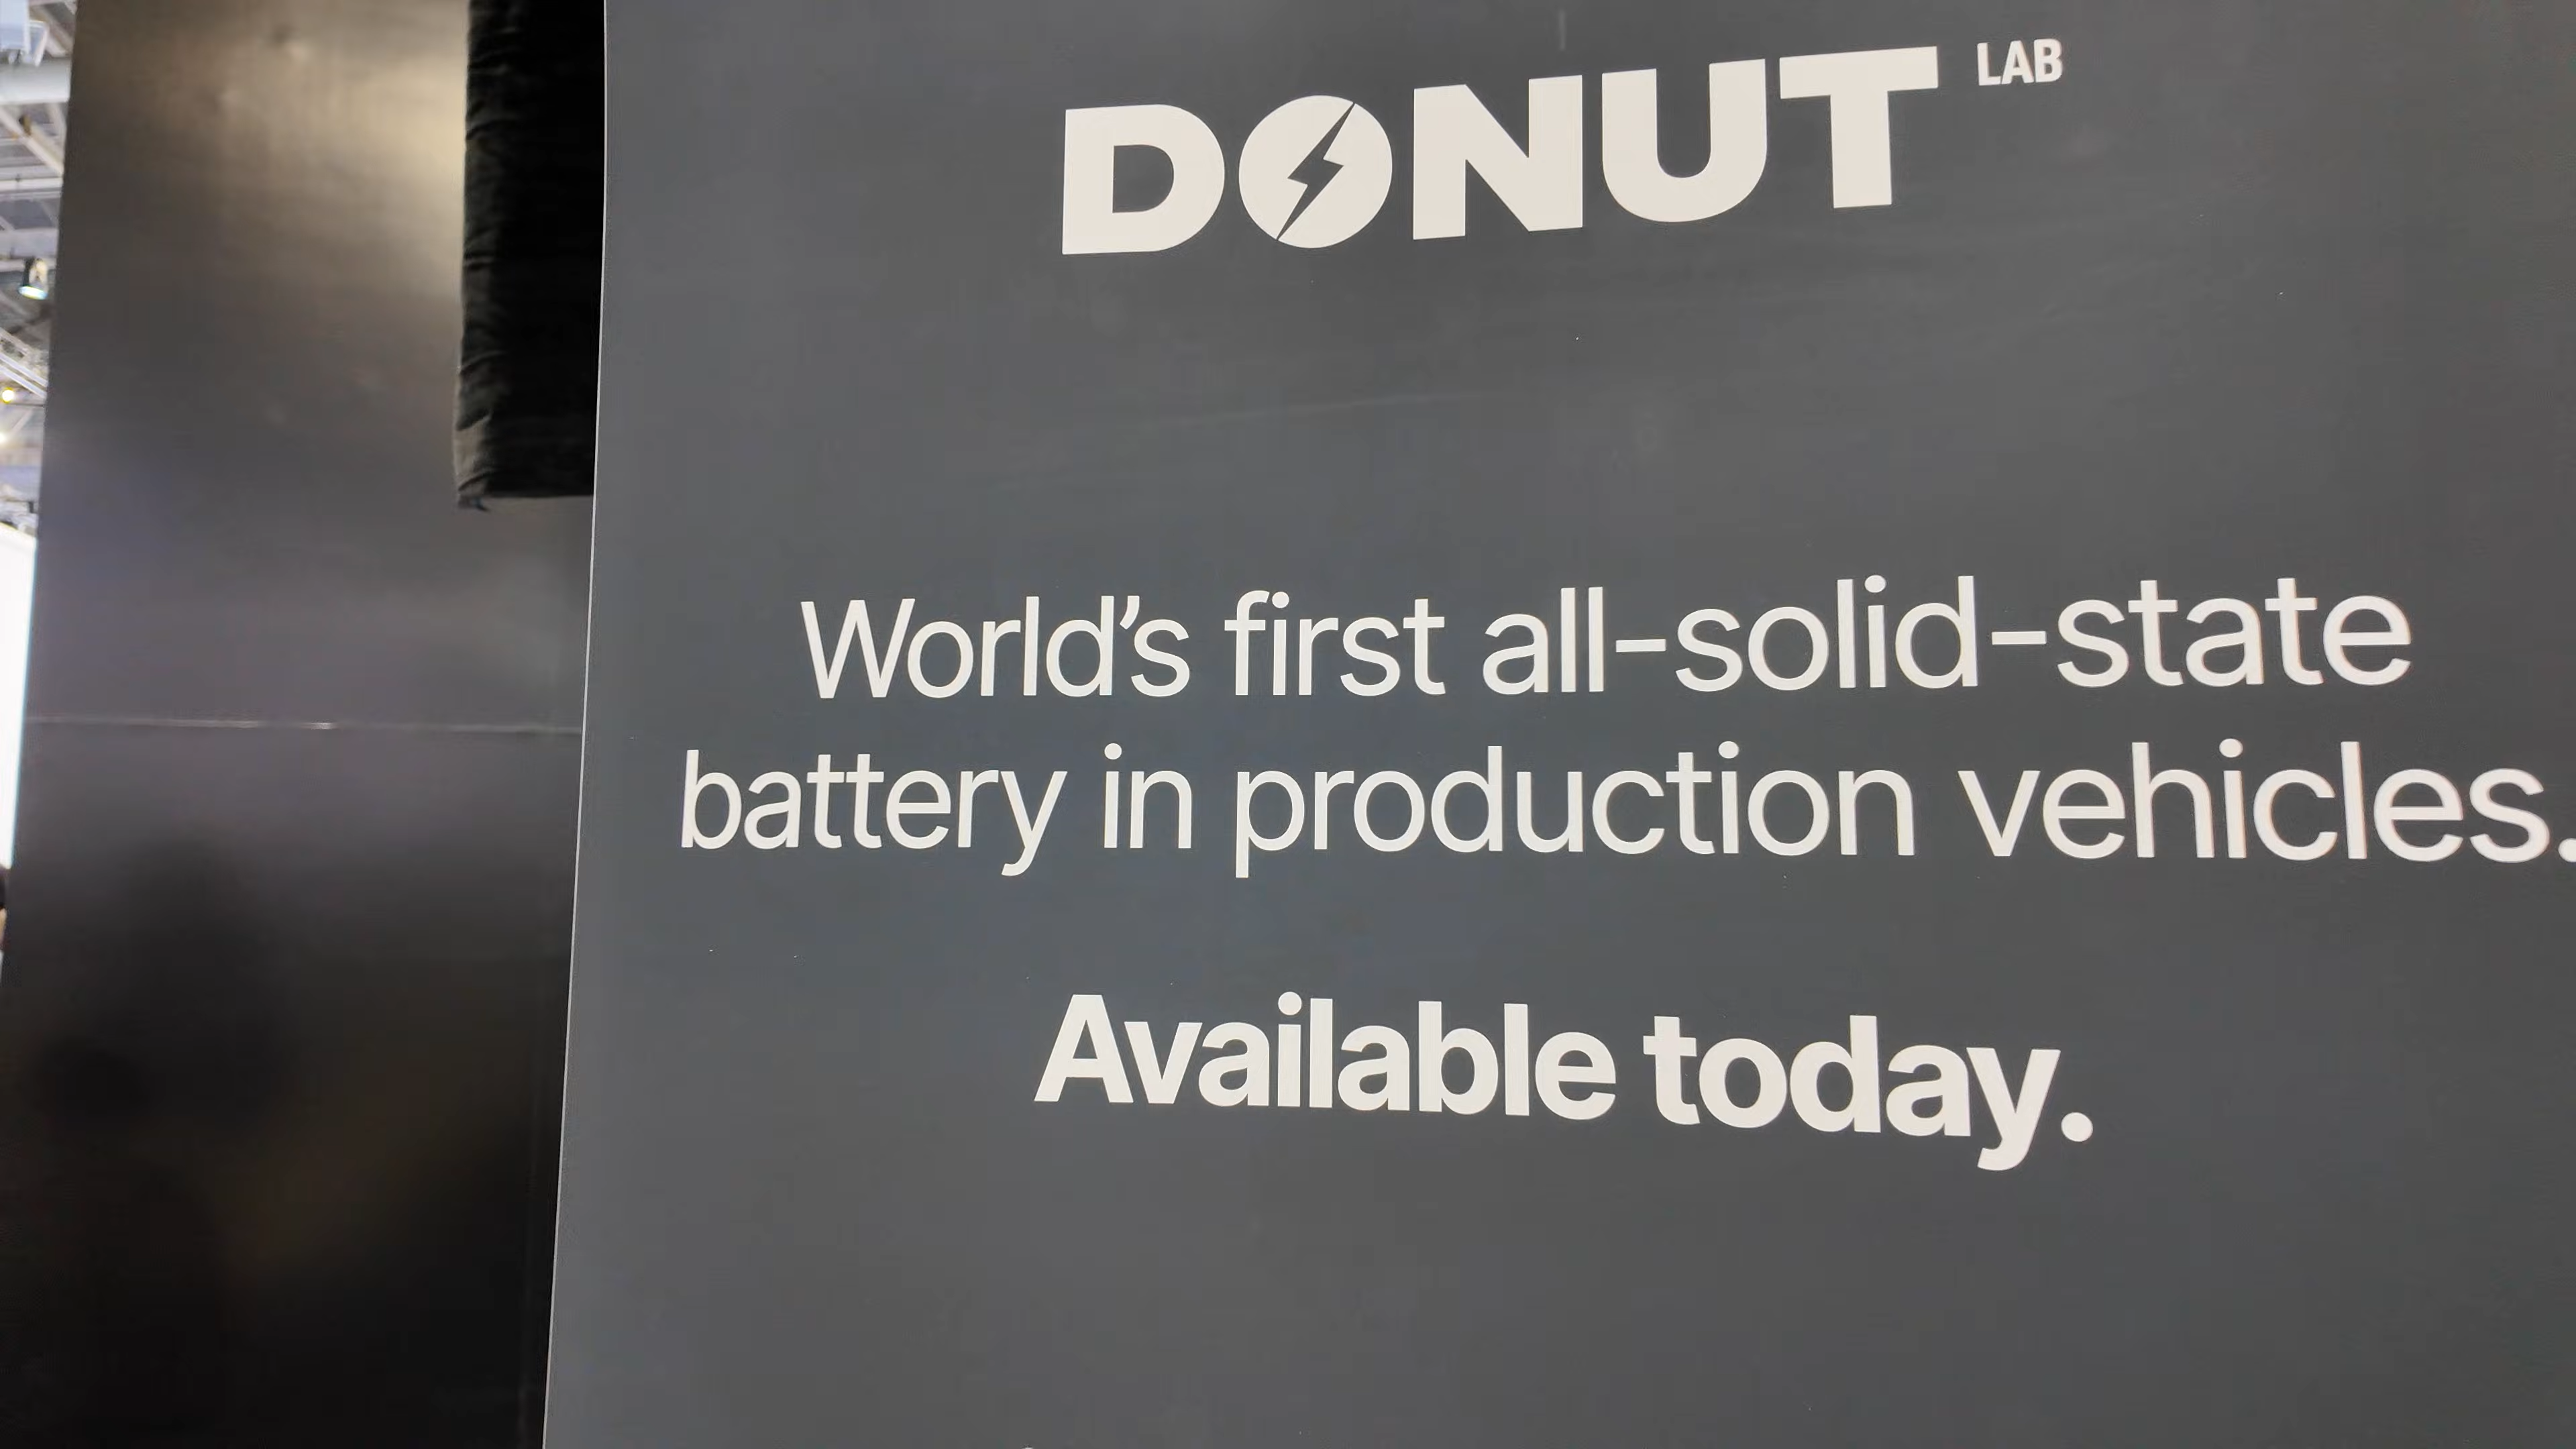 DONUT LAB
World's first all-solid-state
battery in production vehicles.
Available today.